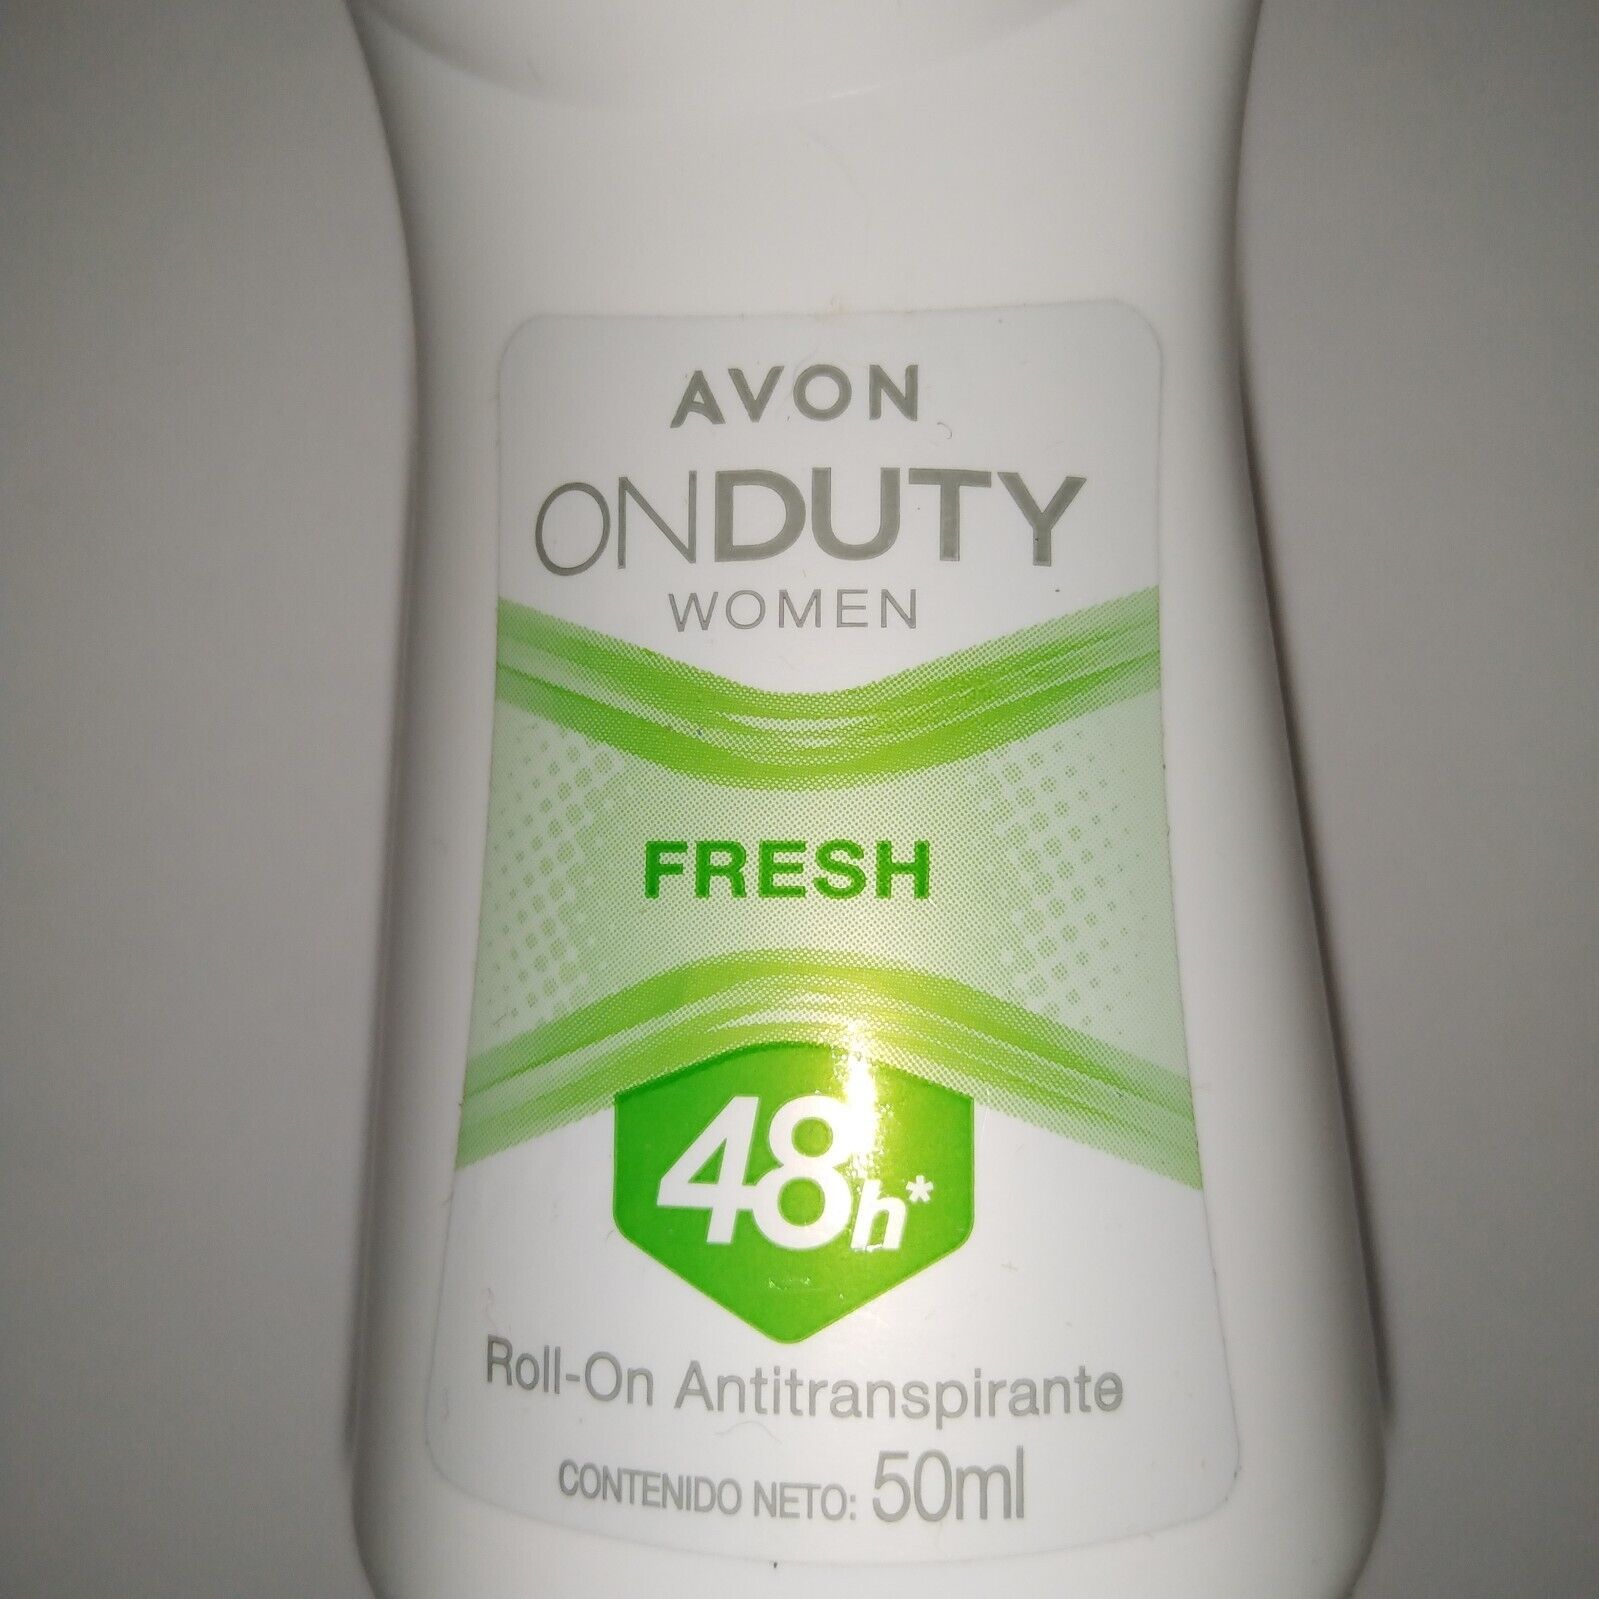 AVON
ONDUTY
WOMEN
FRESH
48h*
Roll-On Antitranspirante
CONTENIDO NETO: 50ml